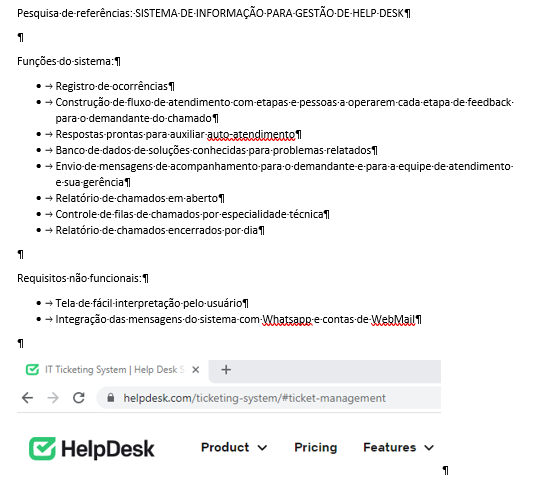 Pesquisa de referências: SISTEMA DE INFORMAÇÃO PARA GESTÃO DE HELP DESK¶
¶
Funções do sistema:¶
• → Registro de ocorrências¶
• → Construção de fluxo de atendimento com etapas e pessoas a operarem cada etapa de feedback
para o demandante do chamado¶
• → Respostas prontas para auxiliar auto-atendimento¶
• → Banco de dados de soluções conhecidas para problemas relatados¶
• → Envio de mensagens de acompanhamento para o demandante e para a equipe de atendimento
e sua gerência¶
• → Relatório de chamados em aberto¶
• → Controle de filas de chamados por especialidade técnica¶
• → Relatório de chamados encerrados por dia¶
¶
Requisitos não funcionais:¶
• → Tela de fácil interpretação pelo usuário¶
• → Integração das mensagens do sistema com Whatsapp e contas de WebMail¶
¶
IT Ticketing System | Help Desk S
helpdesk.com/ticketing-system/#ticket-management
HelpDesk Product Pricing Features ¶